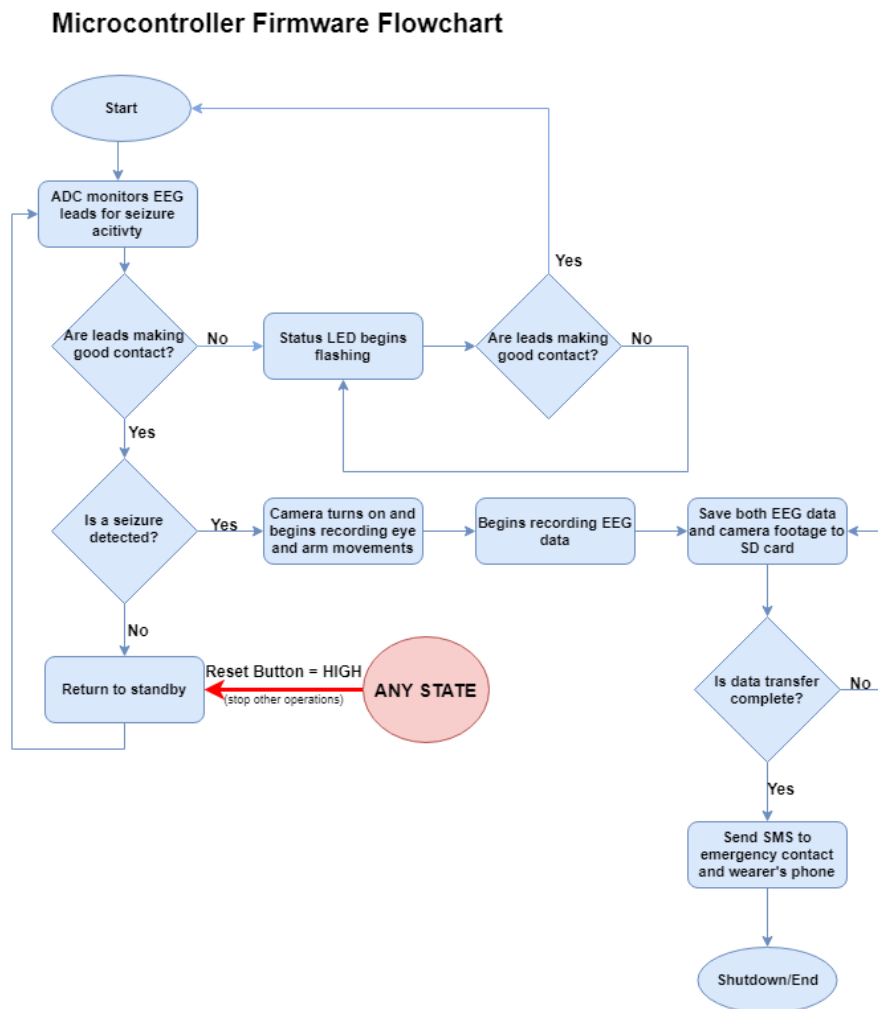 Microcontroller Firmware Flowchart
Start
ADC monitors EEG
leads for seizure
acitivty
Yes
Are leads making
good contact?
No
Status LED begins
flashing
Are leads making
good contact?
No
Yes
Is a seizure
detected?
Yes
Camera turns on and
begins recording eye
and arm movements
Begins recording EEG
data
Save both EEG data
and camera footage to
SD card
No
Return to standby
Reset Button = HIGH
(stop other operations)
ANY STATE
Is data transfer
complete?
No
Yes
Send SMS to
emergency contact
and wearer's phone
Shutdown/End